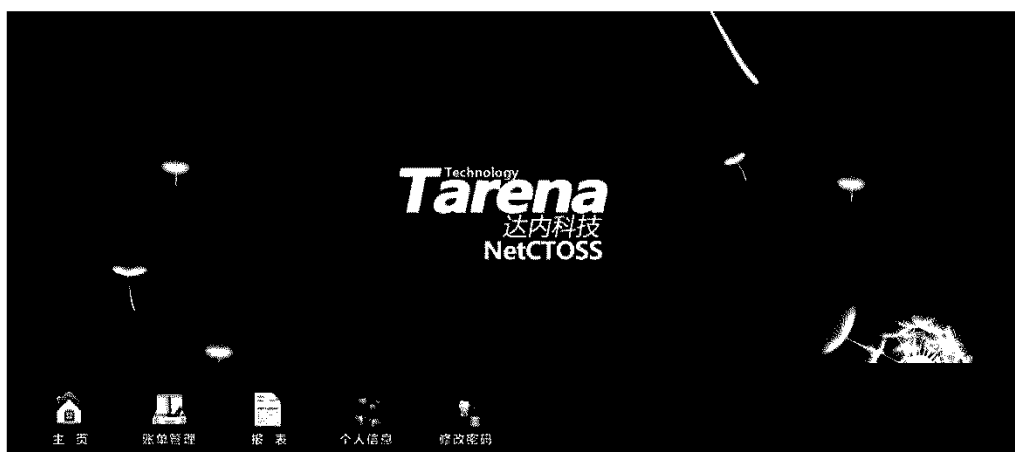 Technology
Tarena
达内科技
NetCTOSS
主 页 账单管理 报 表 个人信息 修改密码